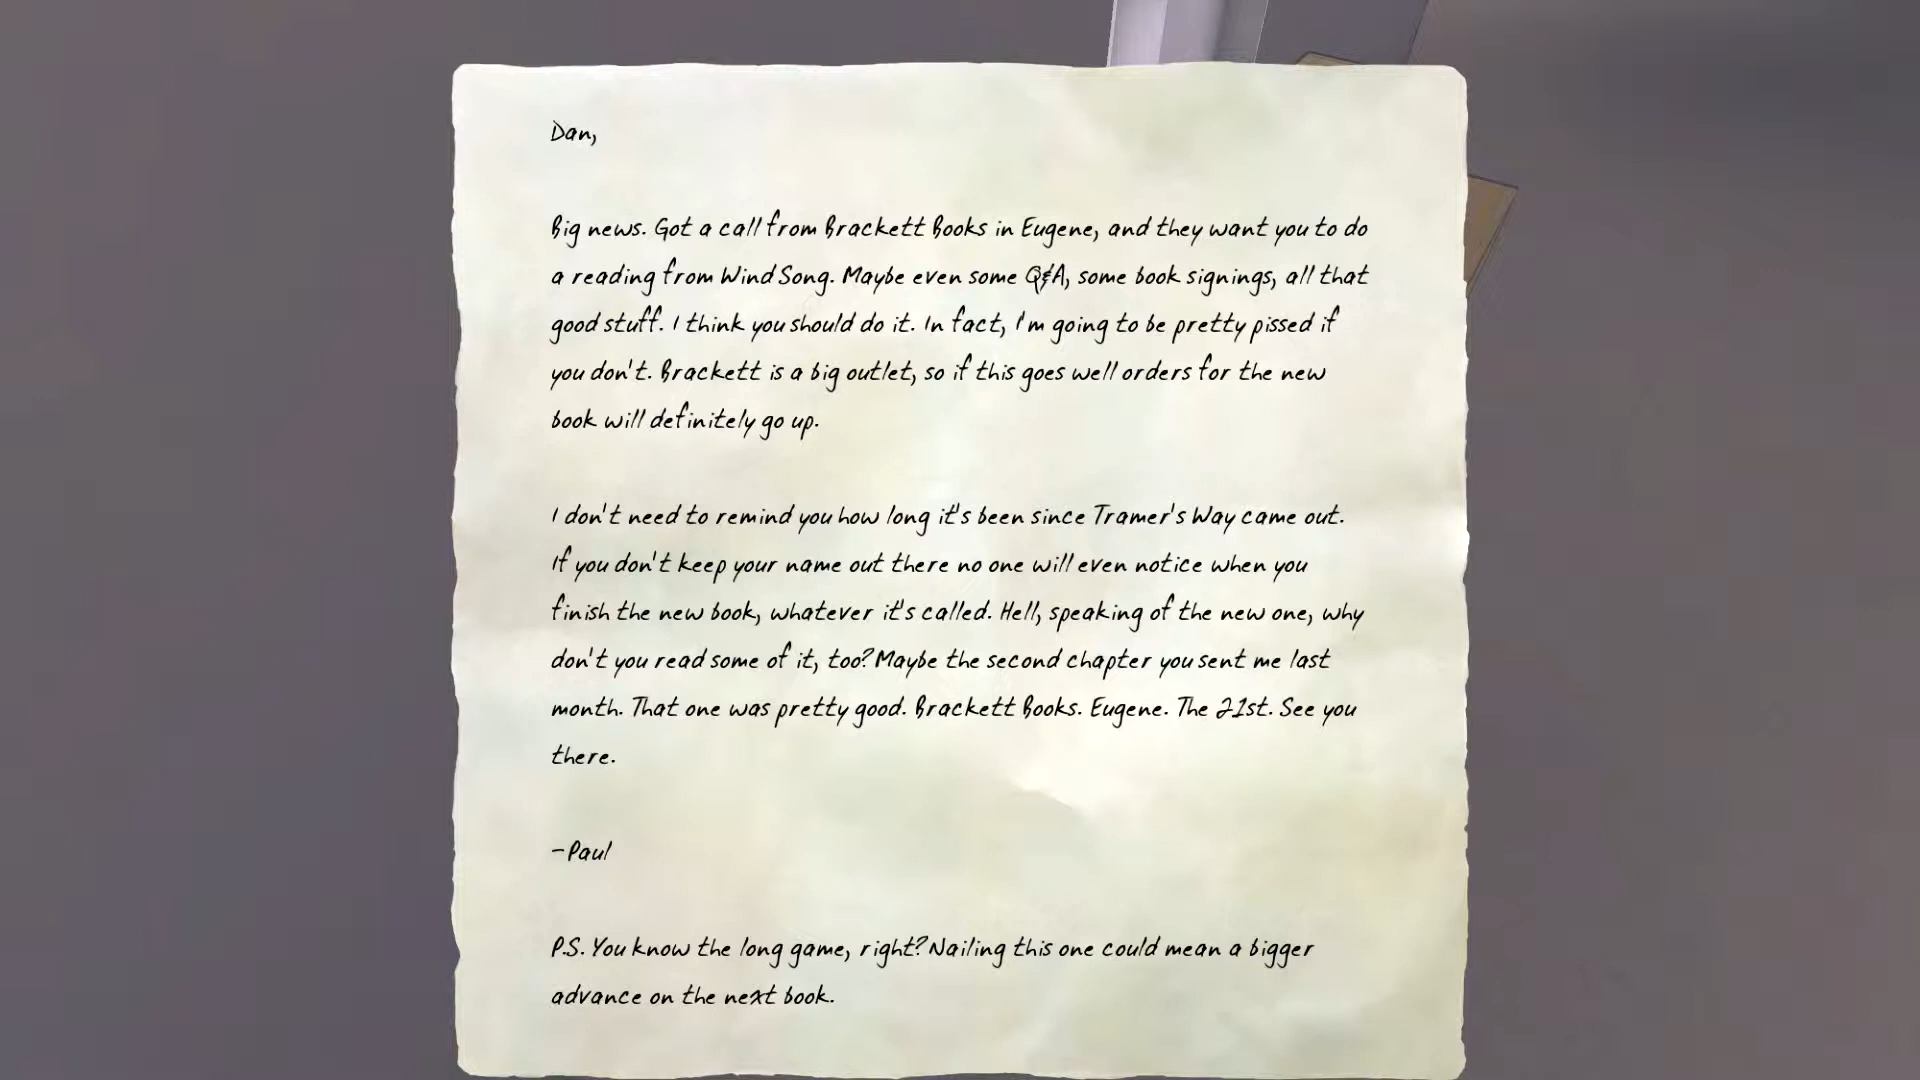 Dan,
Big news. Got a call from Brackett Books in Eugene, and they want you to do
a reading from Wind Song. Maybe even some Q&A, some book signings, all that
good stuff. I think you should do it. In fact, I'm going to be pretty pissed if
you don't. Brackett is a big outlet, so if this goes well orders for the new
book will definitely go up.
I don't need to remind you how long it's been since Tramer's Way came out.
If you don't keep your name out there no one will even notice when you
finish the new book, whatever it's called. Hell, speaking of the new one, why
don't you read some of it, too? Maybe the second chapter you sent me last
month. That one was pretty good. Brackett Books. Eugene. The 21st. See you
there.
-Paul
P.S. You know the long game, right? Nailing this one could mean a bigger
advance on the next book.